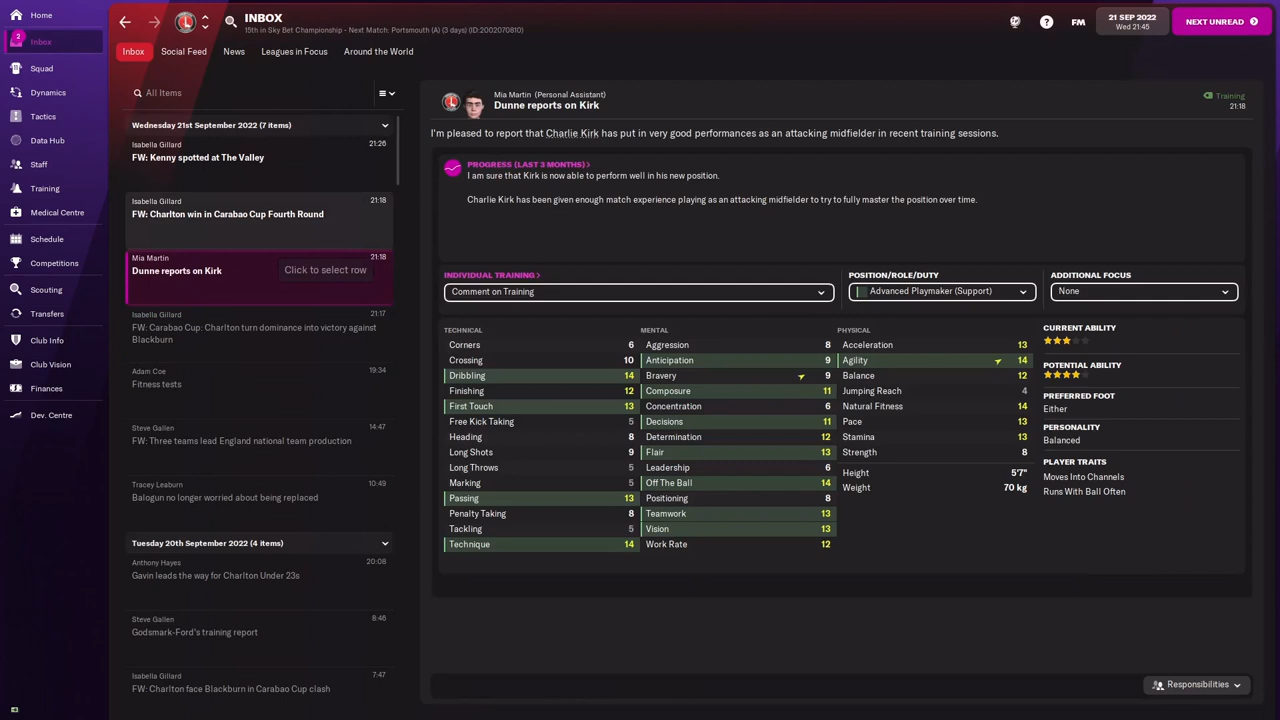 Home
2
Inbox
Squad
Dynamics
Tactics
Data Hub
Staff
Training
Medical Centre
Schedule
Competitions
Scouting
Transfers
Club Info
Club Vision
Finances
Dev. Centre
INBOX
15th in Sky Bet Championship - Next Match: Portsmouth (A) (3 days) (ID:2002070810)
FM
21 SEP 2022
Wed 21:45
NEXT UNREAD
Inbox
Social Feed
News
Leagues in Focus
Around the World
All Items
Wednesday 21st September 2022 (7 items)
Isabella Gillard 21:26
FW: Kenny spotted at The Valley
Isabella Gillard 21:18
FW: Charlton win in Carabao Cup Fourth Round
Mia Martin 21:18
Dunne reports on Kirk
Click to select row
Isabella Gillard 21:17
FW: Carabao Cup: Charlton turn dominance into victory against
Blackburn
Adam Coe 19:34
Fitness tests
Steve Gallen 14:47
FW: Three teams lead England national team production
Tracey Leaburn 10:49
Balogun no longer worried about being replaced
Tuesday 20th September 2022 (4 items)
Anthony Hayes 20:08
Gavin leads the way for Charlton Under 23s
Steve Gallen 8:46
Godsmark-Ford's training report
Isabella Gillard 7:47
FW: Charlton face Blackburn in Carabao Cup clash
Mia Martin (Personal Assistant)
Dunne reports on Kirk
Training
21:18
I'm pleased to report that Charlie Kirk has put in very good performances as an attacking midfielder in recent training sessions.
PROGRESS (LAST 3 MONTHS) >
I am sure that Kirk is now able to perform well in his new position.
Charlie Kirk has been given enough match experience playing as an attacking midfielder to try to fully master the position over time.
INDIVIDUAL TRAINING >
Comment on Training
POSITION/ROLE/DUTY
Advanced Playmaker (Support)
ADDITIONAL FOCUS
None
TECHNICAL
Corners 6
Crossing 10
Dribbling 14
Finishing 12
First Touch 13
Free Kick Taking 5
Heading 8
Long Shots 9
Long Throws 5
Marking 5
Passing 13
Penalty Taking 8
Tackling 5
Technique 14
MENTAL
Aggression 8
Anticipation 9
Bravery 9
Composure 11
Concentration 6
Decisions 11
Determination 12
Flair 13
Leadership 6
Off The Ball 14
Positioning 8
Teamwork 13
Vision 13
Work Rate 12
PHYSICAL
Acceleration 13
Agility 14
Balance 12
Jumping Reach 4
Natural Fitness 14
Pace 13
Stamina 13
Strength 8
Height 5'7"
Weight 70 kg
CURRENT ABILITY
POTENTIAL ABILITY
PREFERRED FOOT
Either
PERSONALITY
Balanced
PLAYER TRAITS
Moves Into Channels
Runs With Ball Often
Responsibilities